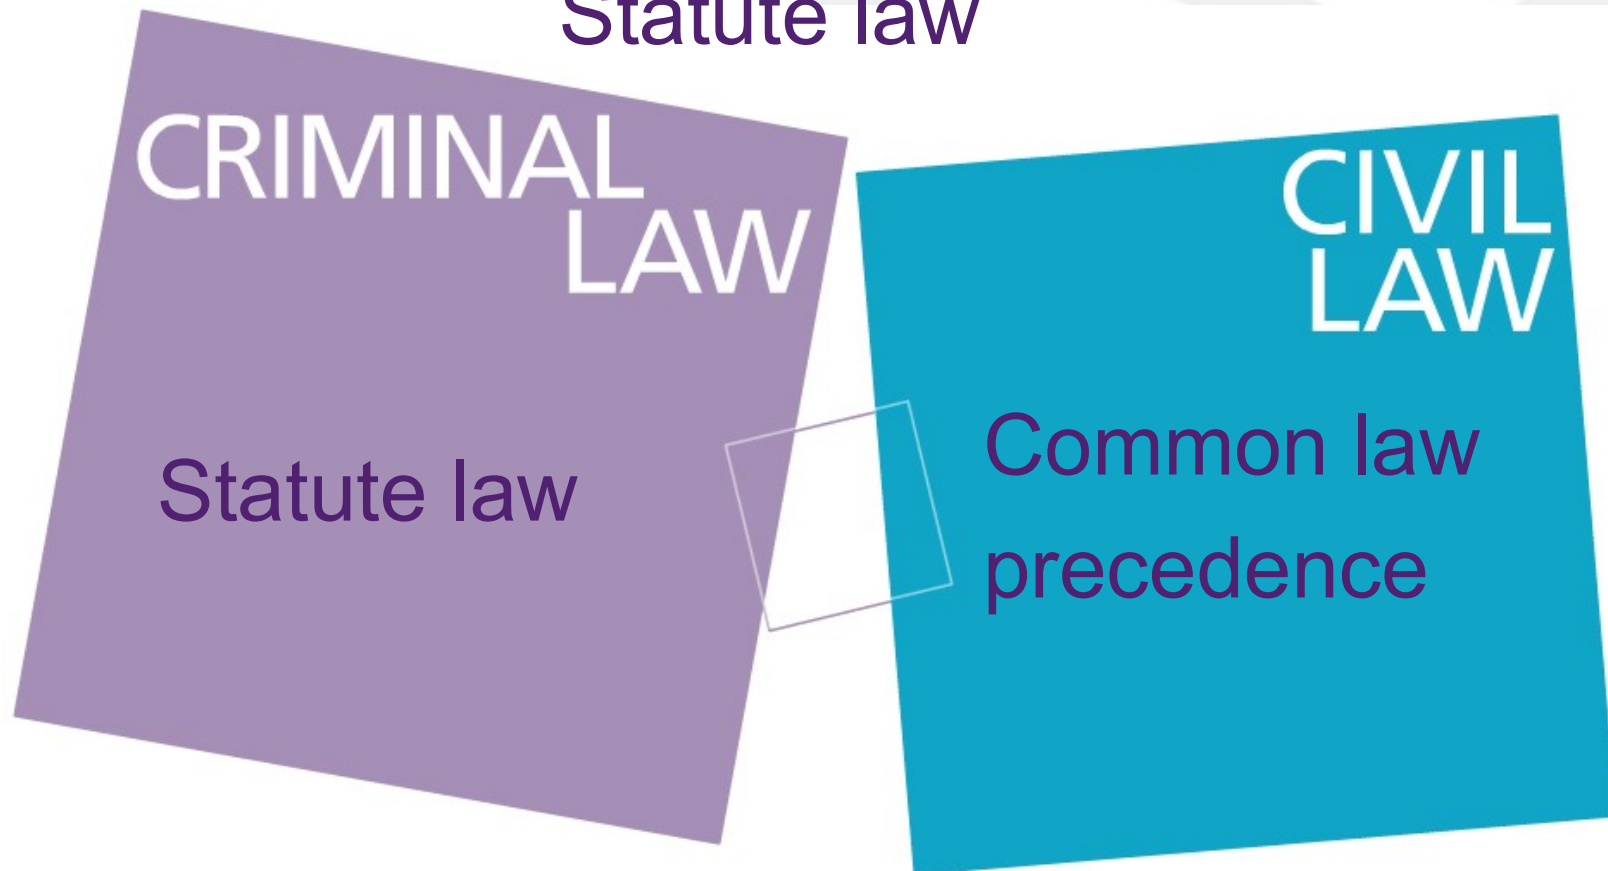 Statute law
CRIMINAL
LAW
CIVIL
LAW
Statute law
Common law
precedence